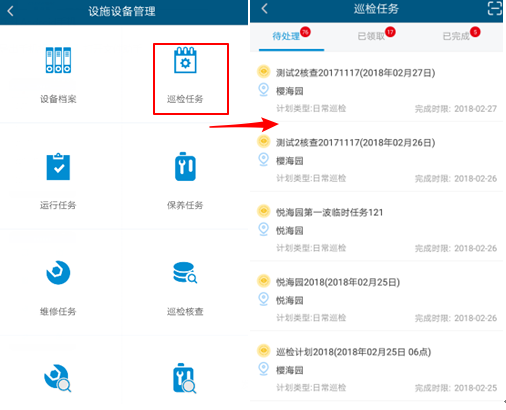 设施设备管理
设备档案
巡检任务
运行任务
保养任务
维修任务
巡检核查
巡检任务
待处理 76
已领取 17
已完成 5
测试2核查20171117(2018年02月27日)
樱海园
计划类型:日常巡检 完成时限: 2018-02-27
测试2核查20171117(2018年02月26日)
樱海园
计划类型:日常巡检 完成时限: 2018-02-26
悦海园第一波临时任务121
悦海园
计划类型:日常巡检 完成时限: 2018-02-26
悦海园2018(2018年02月25日)
悦海园
计划类型:日常巡检 完成时限: 2018-02-26
巡检计划2018(2018年02月25日 06点)
樱海园
计划类型:日常巡检 完成时限: 2018-02-25